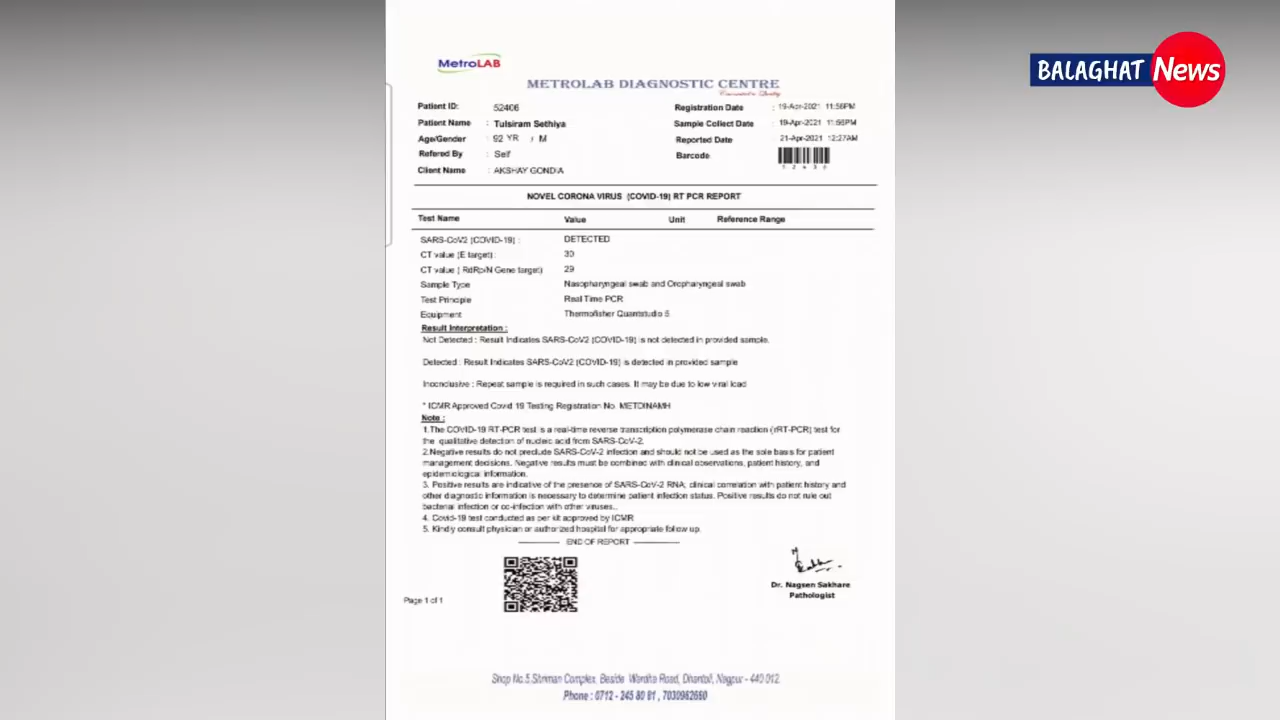 BALAGHAT News
MetroLAB
METROLAB DIAGNOSTIC CENTRE
Patient ID: 52406
Registration Date : 19-Apr-2021 11:56PM
Patient Name : Tulsiram Sethiya
Sample Collect Date : 19-Apr-2021 11:56PM
Age/Gender : 92 YR / M
Reported Date : 21-Apr-2021 12:27AM
Refered By : Self
Barcode
Client Name : AKSHAY GONDIA
NOVEL CORONA VIRUS (COVID-19) RT PCR REPORT
Test Name Value Unit Reference Range
SARS-CoV2 (COVID-19) : DETECTED
CT value (E target) : 30
CT value ( RdRp/N Gene target) 29
Sample Type Nasopharyngeal swab and Oropharyngeal swab
Test Principle Real Time PCR
Equipment Thermofisher Quantstudio 5
Result Interpretation :
Not Detected : Result Indicates SARS-CoV2 (COVID-19) is not detected in provided sample.
Detected : Result Indicates SARS-CoV2 (COVID-19) is detected in provided sample
Inconclusive : Repeat sample is required in such cases. It may be due to low viral load
* ICMR Approved Covid 19 Testing Registration No. METDINAMH
Note :
1.The COVID-19 RT-PCR test is a real-time reverse transcription polymerase chain reaction (rRT-PCR) test for
the qualitative detection of nucleic acid from SARS-CoV-2.
2.Negative results do not preclude SARS-CoV-2 infection and should not be used as the sole basis for patient
management decisions. Negative results must be combined with clinical observations, patient history, and
epidemiological information.
3. Positive results are indicative of the presence of SARS-CoV-2 RNA; clinical correlation with patient history and
other diagnostic information is necessary to determine patient infection status. Positive results do not rule out
bacterial infection or co-infection with other viruses..
4. Covid-19 test conducted as per kit approved by ICMR
5. Kindly consult physician or authorized hospital for appropriate follow up.
END OF REPORT
Dr. Nagsen Sakhare
Pathologist
Page 1 of 1
Shop No.5 Shriman Complex, Beside Wardha Road, Dhantoli, Nagpur - 440 012.
Phone : 0712 - 245 80 81 , 7030982660